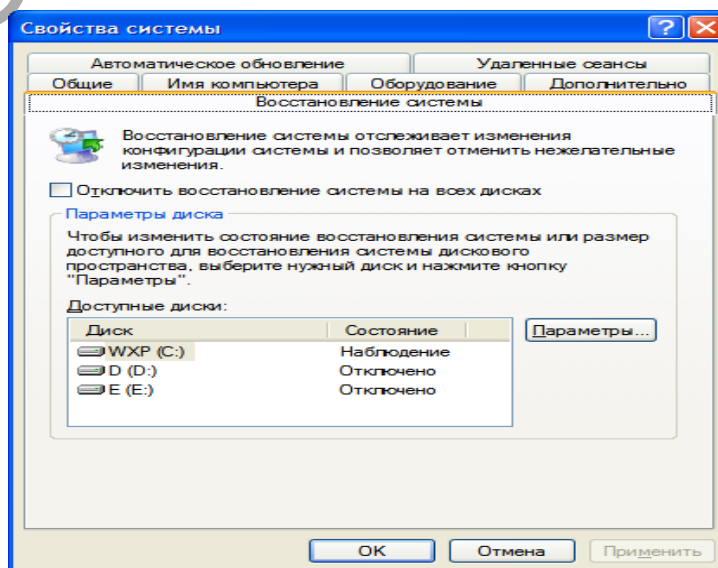 Свойства системы
Автоматическое обновление Удаленные сеансы
Общие Имя компьютера Оборудование Дополнительно
Восстановление системы
Восстановление системы отслеживает изменения
конфигурации системы и позволяет отменить нежелательные
изменения.
Отключить восстановление системы на всех дисках
Параметры диска
Чтобы изменить состояние восстановления системы или размер
доступного для восстановления системы дискового
пространства, выберите нужный диск и нажмите кнопку
"Параметры".
Доступные диски:
Диск Состояние Параметры...
WXP (C:) Наблюдение
D (D:) Отключено
E (E:) Отключено
OK Отмена Применить